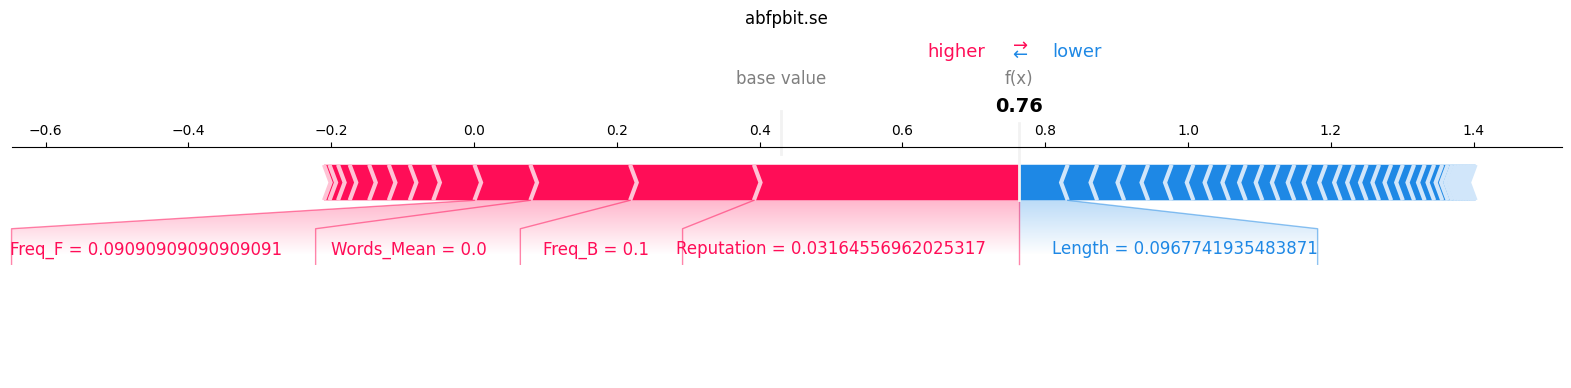 abfpbit.se
higher → ← lower
base value f(x)
0.76
−0.6 −0.4 −0.2 0.0 0.2 0.4 0.6 0.8 1.0 1.2 1.4
Freq_F = 0.09090909090909091 Words_Mean = 0.0 Freq_B = 0.1 Reputation = 0.03164556962025317 Length = 0.0967741935483871